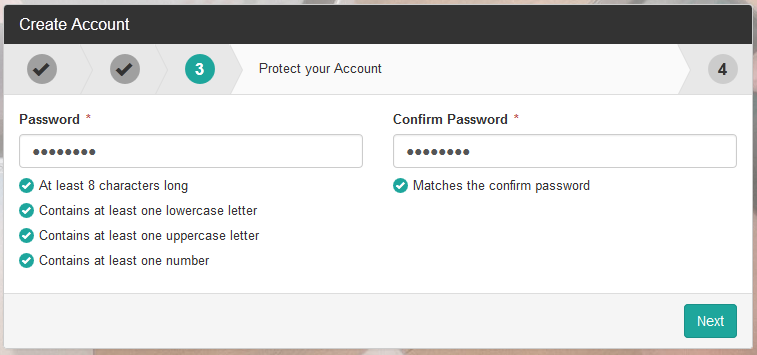 Create Account
3 Protect your Account 4
Password * Confirm Password *
●●●●●●●● ●●●●●●●●
At least 8 characters long Matches the confirm password
Contains at least one lowercase letter
Contains at least one uppercase letter
Contains at least one number
Next